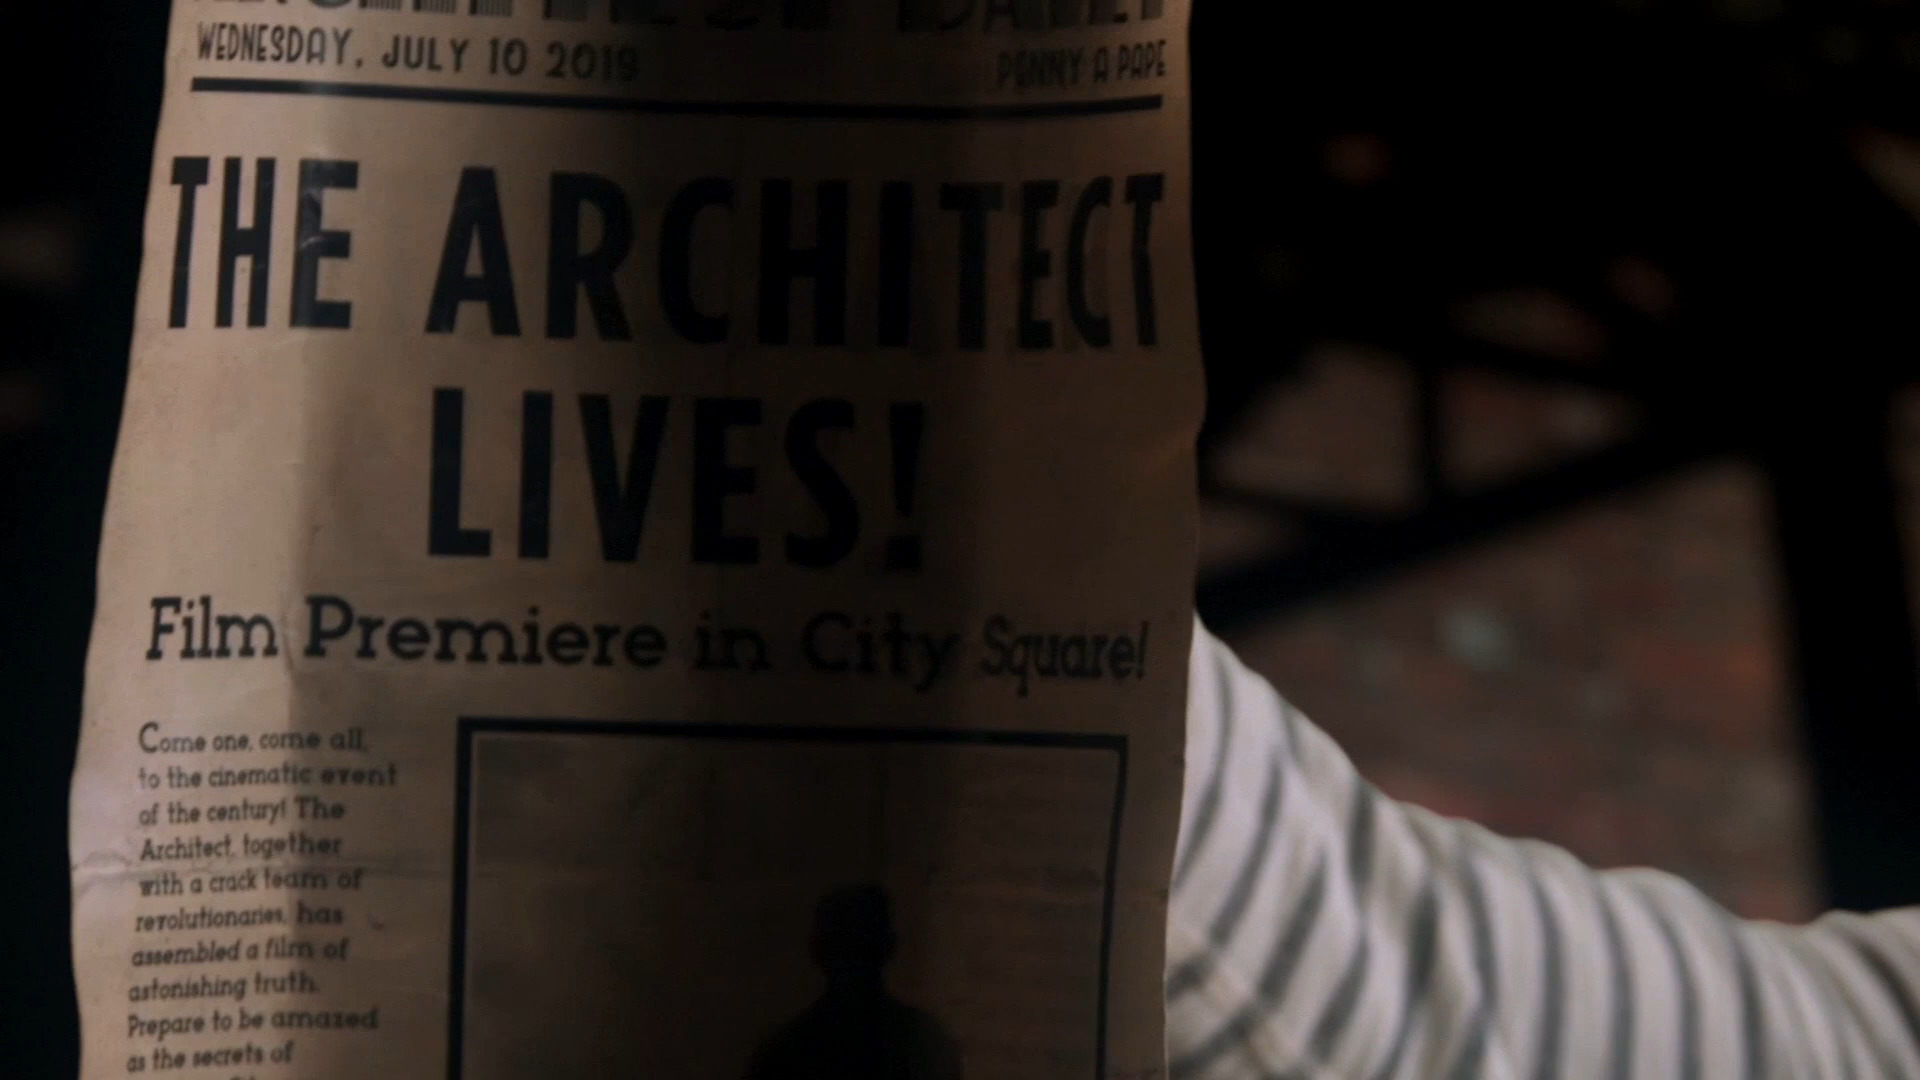 WEDNESDAY, JULY 10 2019
PENNY A PAPE
THE ARCHITECT
LIVES!
Film Premiere in City Square!
Come one, come all,
to the cinematic event
of the century! The
Architect, together
with a crack team of
revolutionaries, has
assembled a film of
astonishing truth.
Prepare to be amazed
as the secrets of